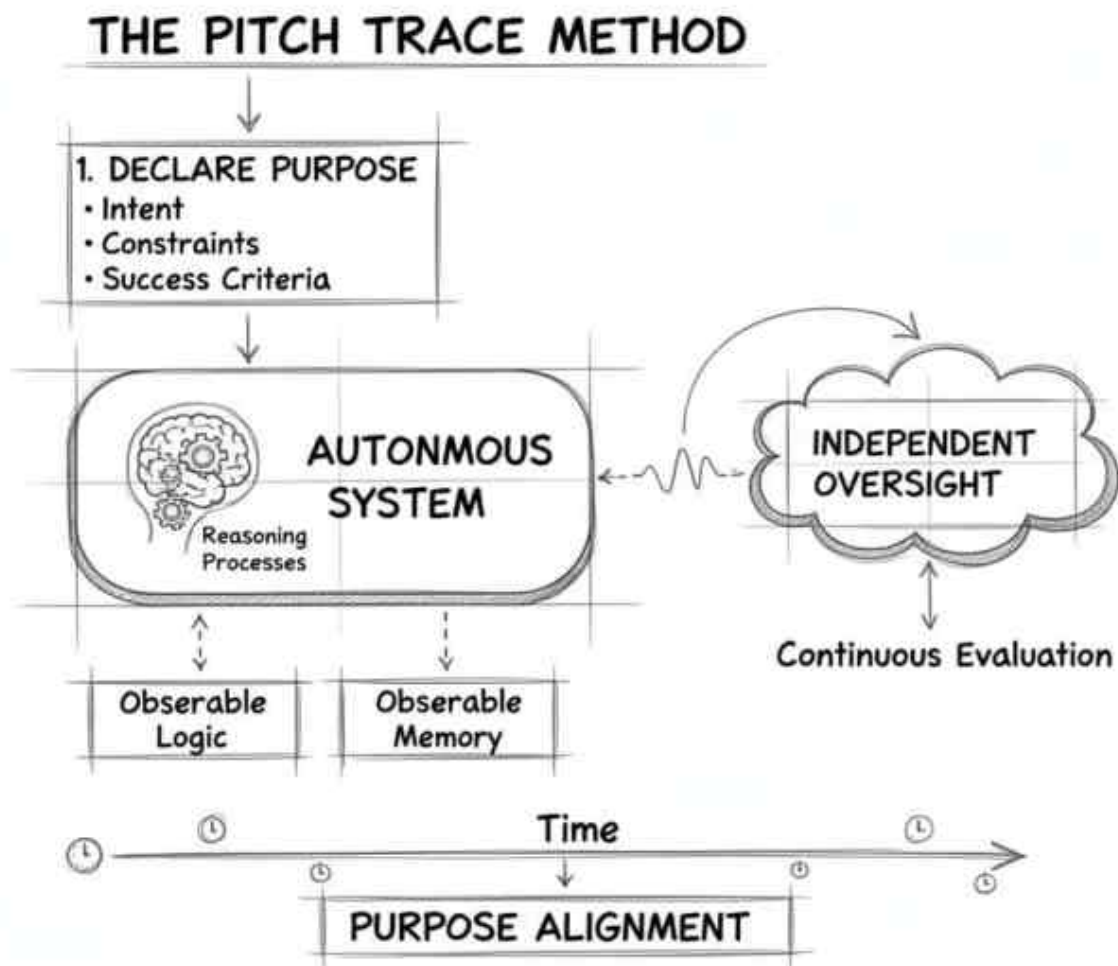 THE PITCH TRACE METHOD
1. DECLARE PURPOSE
· Intent
· Constraints
· Success Criteria
AUTONMOUS
SYSTEM
Reasoning
Processes
INDEPENDENT
OVERSIGHT
Continuous Evaluation
Obserable
Logic
Obserable
Memory
Time
PURPOSE ALIGNMENT